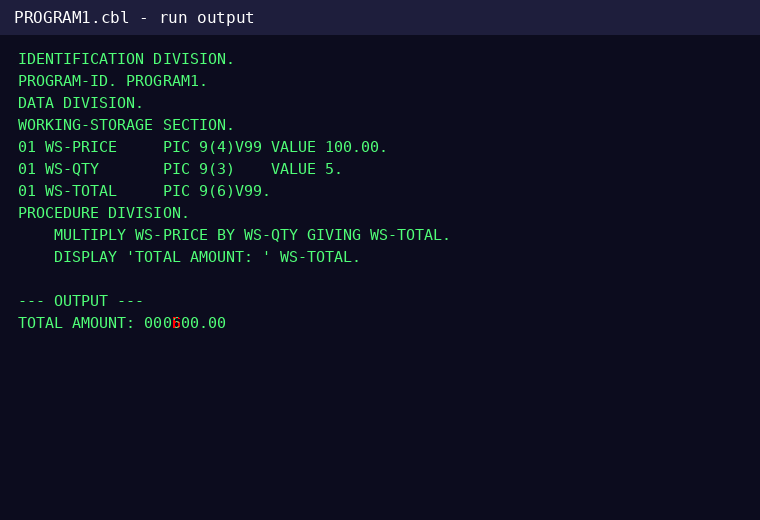 PROGRAM1.cbl - run output
IDENTIFICATION DIVISION.
PROGRAM-ID. PROGRAM1.
DATA DIVISION.
WORKING-STORAGE SECTION.
01 WS-PRICE     PIC 9(4)V99 VALUE 100.00.
01 WS-QTY       PIC 9(3)    VALUE 5.
01 WS-TOTAL     PIC 9(6)V99.
PROCEDURE DIVISION.
    MULTIPLY WS-PRICE BY WS-QTY GIVING WS-TOTAL.
    DISPLAY 'TOTAL AMOUNT: ' WS-TOTAL.
--- OUTPUT ---
TOTAL AMOUNT: